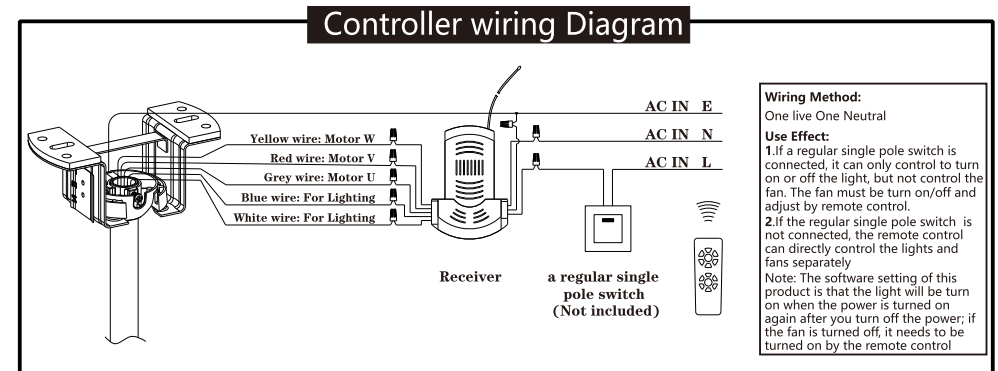 Controller wiring Diagram
AC IN E
AC IN N
AC IN L
Yellow wire: Motor W
Red wire: Motor V
Grey wire: Motor U
Blue wire: For Lighting
White wire: For Lighting
Receiver
a regular single
pole switch
(Not included)
Wiring Method:
One live One Neutral
Use Effect:
1.If a regular single pole switch is
connected, it can only control to turn
on or off the light, but not control the
fan. The fan must be turn on/off and
adjust by remote control.
2.If the regular single pole switch is
not connected, the remote control
can directly control the lights and
fans separately
Note: The software setting of this
product is that the light will be turn
on when the power is turned on
again after you turn off the power; if
the fan is turned off, it needs to be
turned on by the remote control